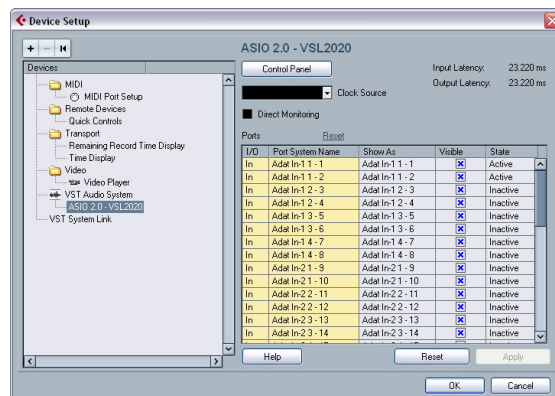 Device Setup
Devices
MIDI
MIDI Port Setup
Remote Devices
Quick Controls
Transport
Remaining Record Time Display
Time Display
Video
Video Player
VST Audio System
ASIO 2.0 - VSL2020
VST System Link
ASIO 2.0 - VSL2020
Control Panel
Input Latency: 23.220 ms
Output Latency: 23.220 ms
Clock Source
Direct Monitoring
Ports Reset
I/O Port System Name Show As Visible State
In Adat In-1 1 - 1 Adat In-1 1 - 1 Active
In Adat In-1 1 - 2 Adat In-1 1 - 2 Active
In Adat In-1 2 - 3 Adat In-1 2 - 3 Inactive
In Adat In-1 2 - 4 Adat In-1 2 - 4 Inactive
In Adat In-1 3 - 5 Adat In-1 3 - 5 Inactive
In Adat In-1 3 - 6 Adat In-1 3 - 6 Inactive
In Adat In-1 4 - 7 Adat In-1 4 - 7 Inactive
In Adat In-1 4 - 8 Adat In-1 4 - 8 Inactive
In Adat In-2 1 - 9 Adat In-2 1 - 9 Inactive
In Adat In-2 1 - 10 Adat In-2 1 - 10 Inactive
In Adat In-2 2 - 11 Adat In-2 2 - 11 Inactive
In Adat In-2 2 - 12 Adat In-2 2 - 12 Inactive
In Adat In-2 3 - 13 Adat In-2 3 - 13 Inactive
In Adat In-2 3 - 14 Adat In-2 3 - 14 Inactive
Help Reset Apply
OK Cancel